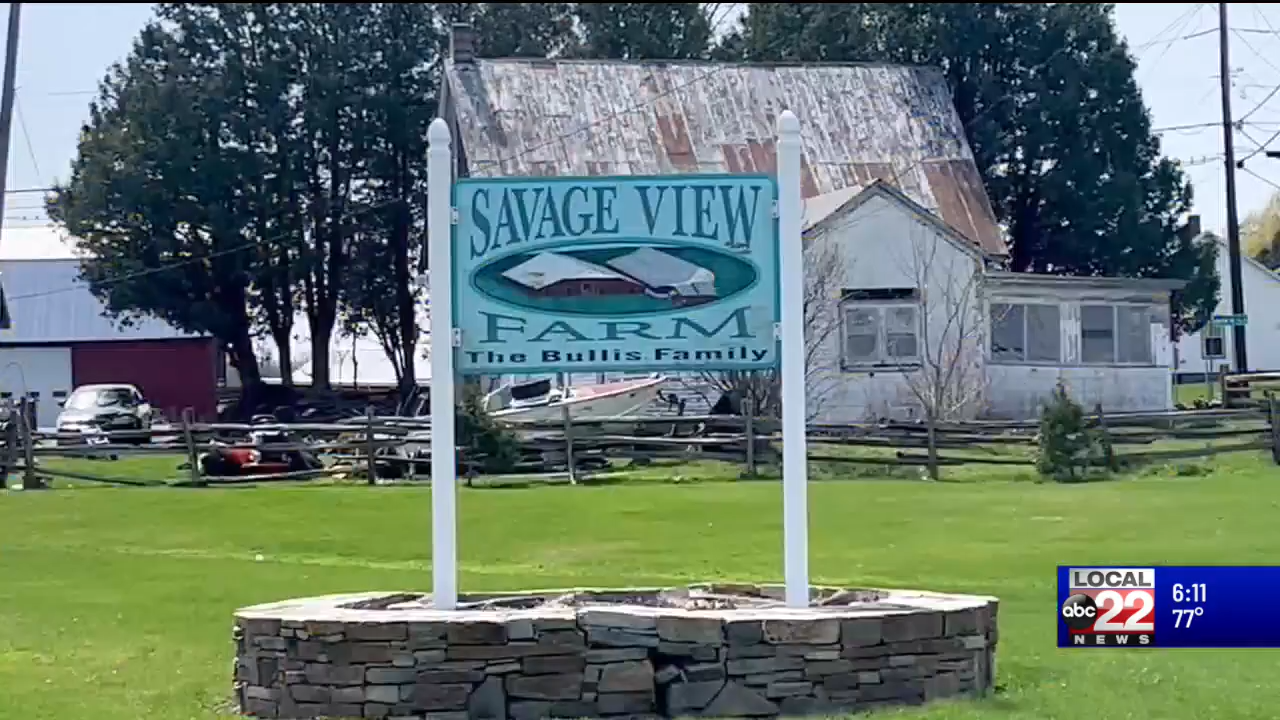 SAVAGE VIEW
FARM
The Bullis Family
LOCAL
abc 22
NEWS
6:11
77°